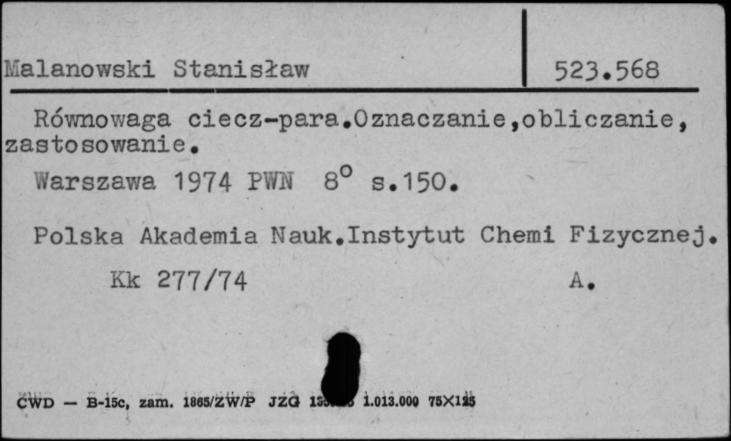 Malanowski Stanisław 523.568
Równowaga ciecz-para.Oznaczanie,obliczanie,
zastosowanie.
Warszawa 1974 PWN 8° s.150.
Polska Akademia Nauk.Instytut Chemi Fizycznej.
Kk 277/74 A.
CWD — B-15c, zam. 1865/ZW/P JZG 1.013.000 75X125